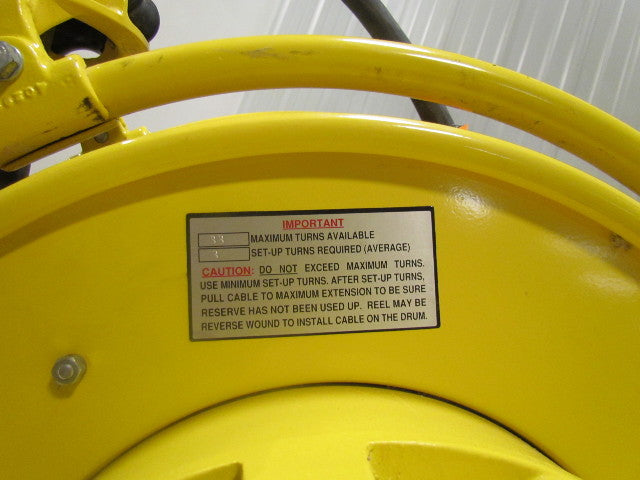 IMPORTANT
33 MAXIMUM TURNS AVAILABLE
SET-UP TURNS REQUIRED (AVERAGE)
CAUTION: DO NOT EXCEED MAXIMUM TURNS.
USE MINIMUM SET-UP TURNS. AFTER SET-UP TURNS,
PULL CABLE TO MAXIMUM EXTENSION TO BE SURE
RESERVE HAS NOT BEEN USED UP. REEL MAY BE
REVERSE WOUND TO INSTALL CABLE ON THE DRUM.